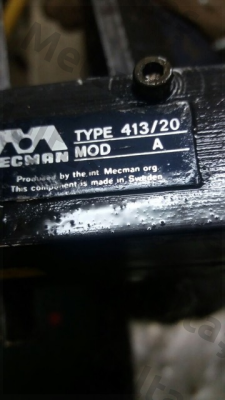 MECMAN
TYPE 413/20
MOD A
Produced by the int Mecman org.
This component is made in Sweden